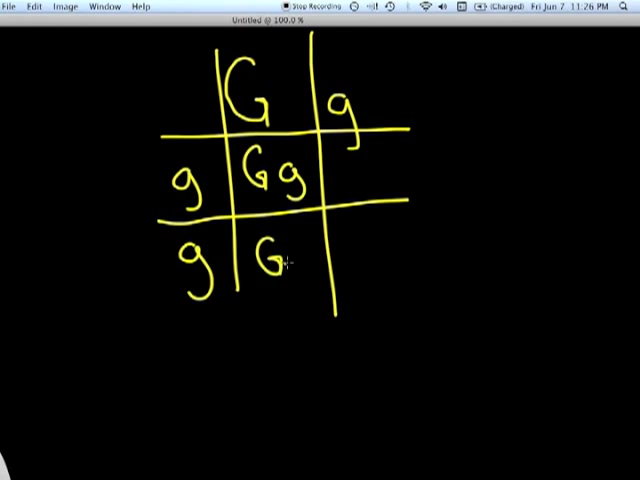 File Edit Image Window Help Stop Recording (Charged) Fri Jun 7 11:26 PM
Untitled @ 100.0 %
G g
g Gg
g G